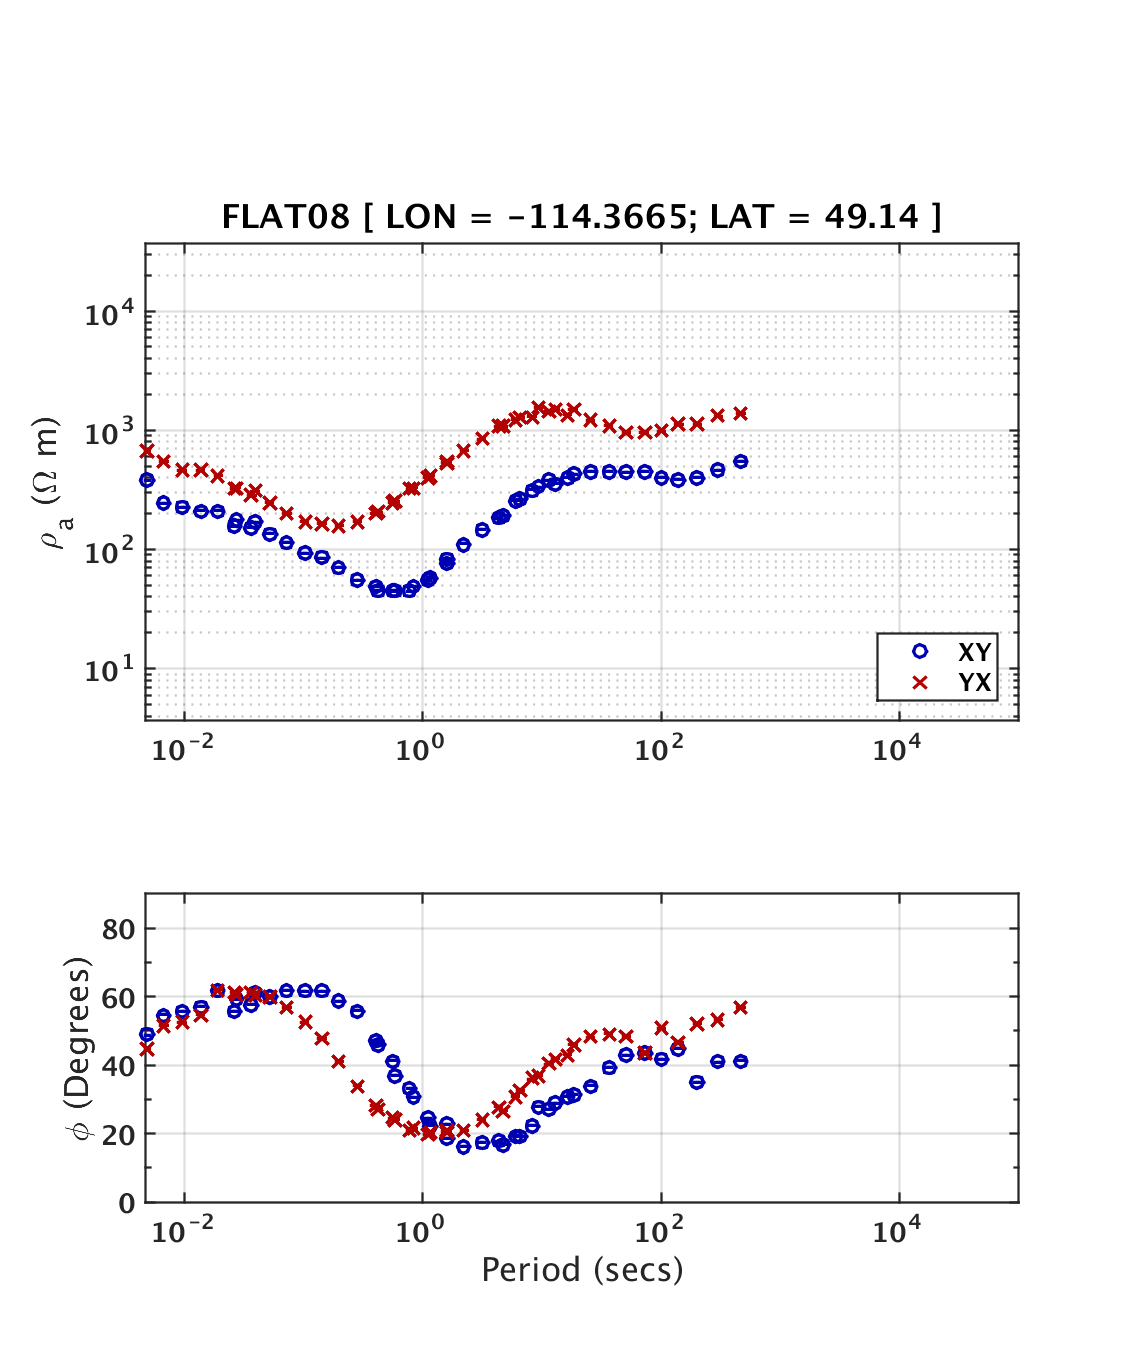 FLAT08 [ LON = -114.3665; LAT = 49.14 ]
ρa (Ω m)
10^4
10^3
10^2
10^1
XY
YX
10^-2 10^0 10^2 10^4
ϕ (Degrees)
80
60
40
20
0
10^-2 10^0 10^2 10^4
Period (secs)